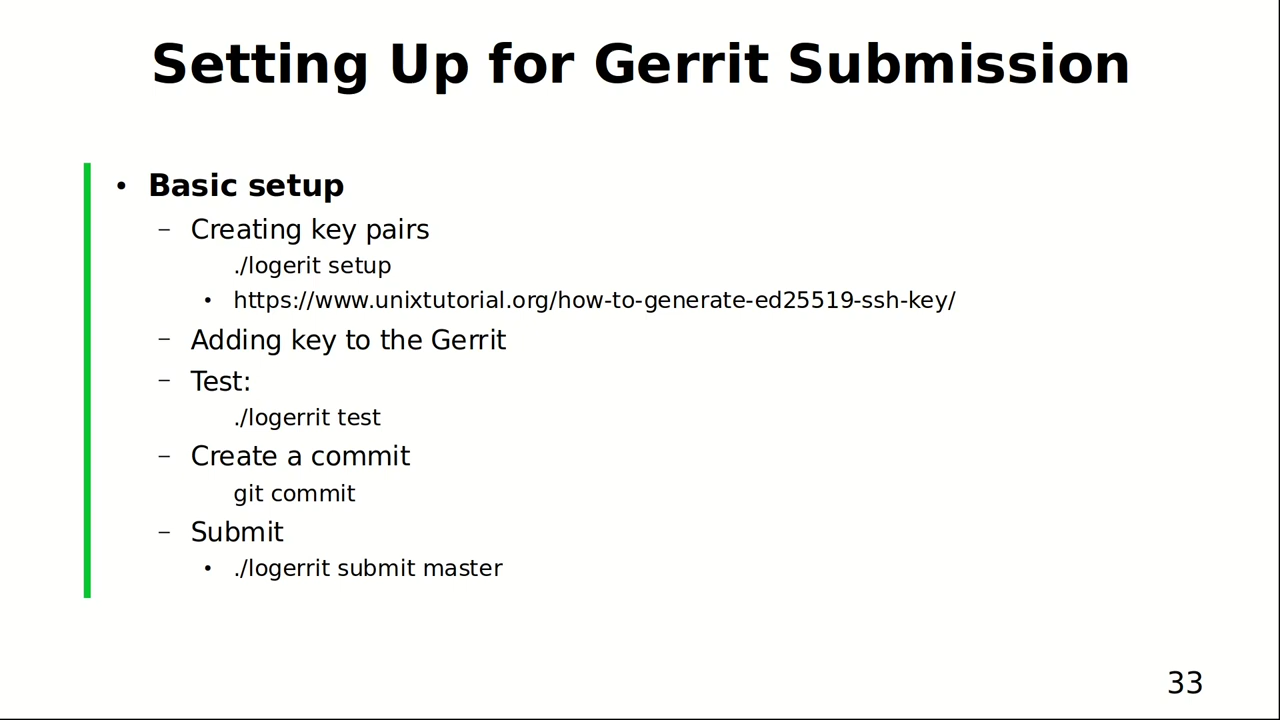 Setting Up for Gerrit Submission
• Basic setup
– Creating key pairs
./logerit setup
• https://www.unixtutorial.org/how-to-generate-ed25519-ssh-key/
– Adding key to the Gerrit
– Test:
./logerrit test
– Create a commit
git commit
– Submit
• ./logerrit submit master
33